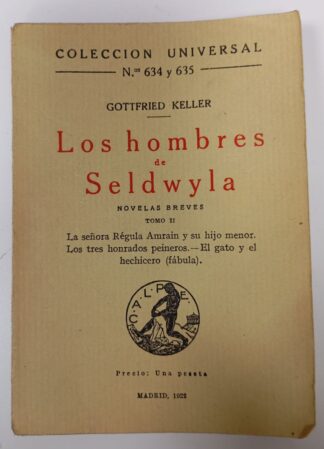 COLECCION UNIVERSAL
N.os 634 y 635
GOTTFRIED KELLER
Los hombres
de
Seldwyla
NOVELAS BREVES
TOMO II
La señora Régula Amrain y su hijo menor.
Los tres honrados peineros.—El gato y el
hechicero (fábula).
CALPE
Precio: Una peseta
MADRID, 1922